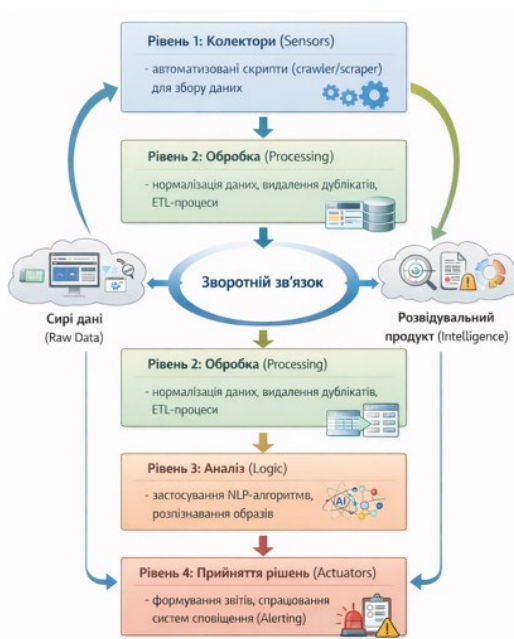 Рівень 1: Колектори (Sensors)
- автоматизовані скрипти (crawler/scraper)
для збору даних
Рівень 2: Обробка (Processing)
- нормалізація даних, видалення дублікатів,
ETL-процеси
Зворотній зв'язок
Сирі дані
(Raw Data)
Розвідувальний
продукт (Intelligence)
Рівень 2: Обробка (Processing)
- нормалізація даних, видалення дублікатів,
ETL-процеси
Рівень 3: Аналіз (Logic)
- застосування NLP-алгоритмв,
розпізнавання образів
AI
Рівень 4: Прийняття рішень (Actuators)
- формування звітів, спрацювання
систем сповіщення (Alerting)